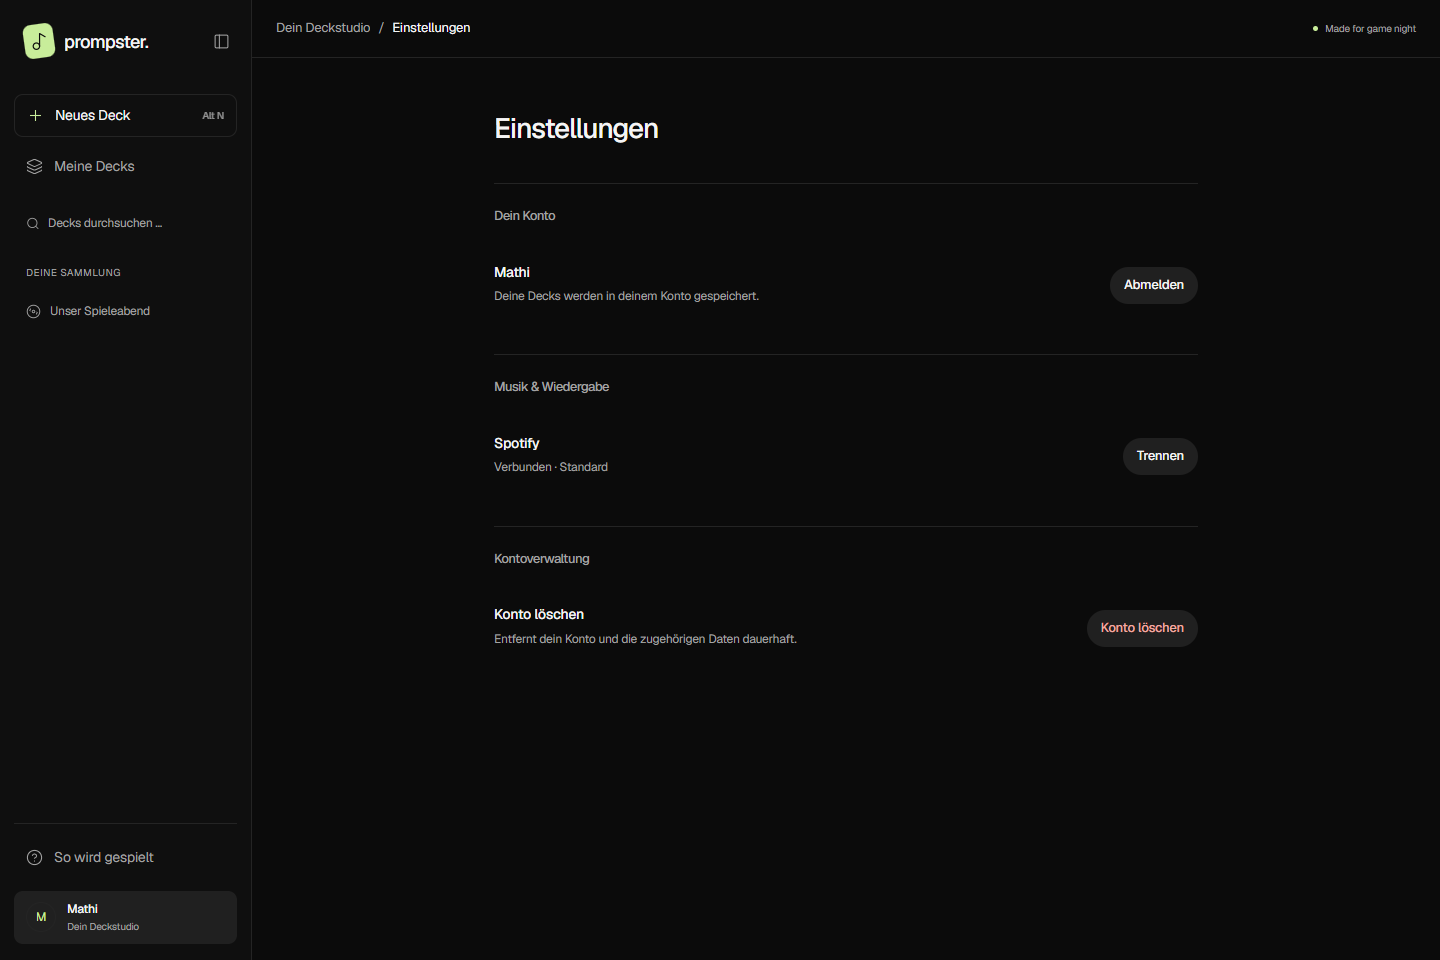 prompster.
Neues Deck
Alt N
Meine Decks
Decks durchsuchen ...
DEINE SAMMLUNG
Unser Spieleabend
So wird gespielt
M
Mathi
Dein Deckstudio
Dein Deckstudio / Einstellungen
Made for game night
Einstellungen
Dein Konto
Mathi
Deine Decks werden in deinem Konto gespeichert.
Abmelden
Musik & Wiedergabe
Spotify
Verbunden · Standard
Trennen
Kontoverwaltung
Konto löschen
Entfernt dein Konto und die zugehörigen Daten dauerhaft.
Konto löschen